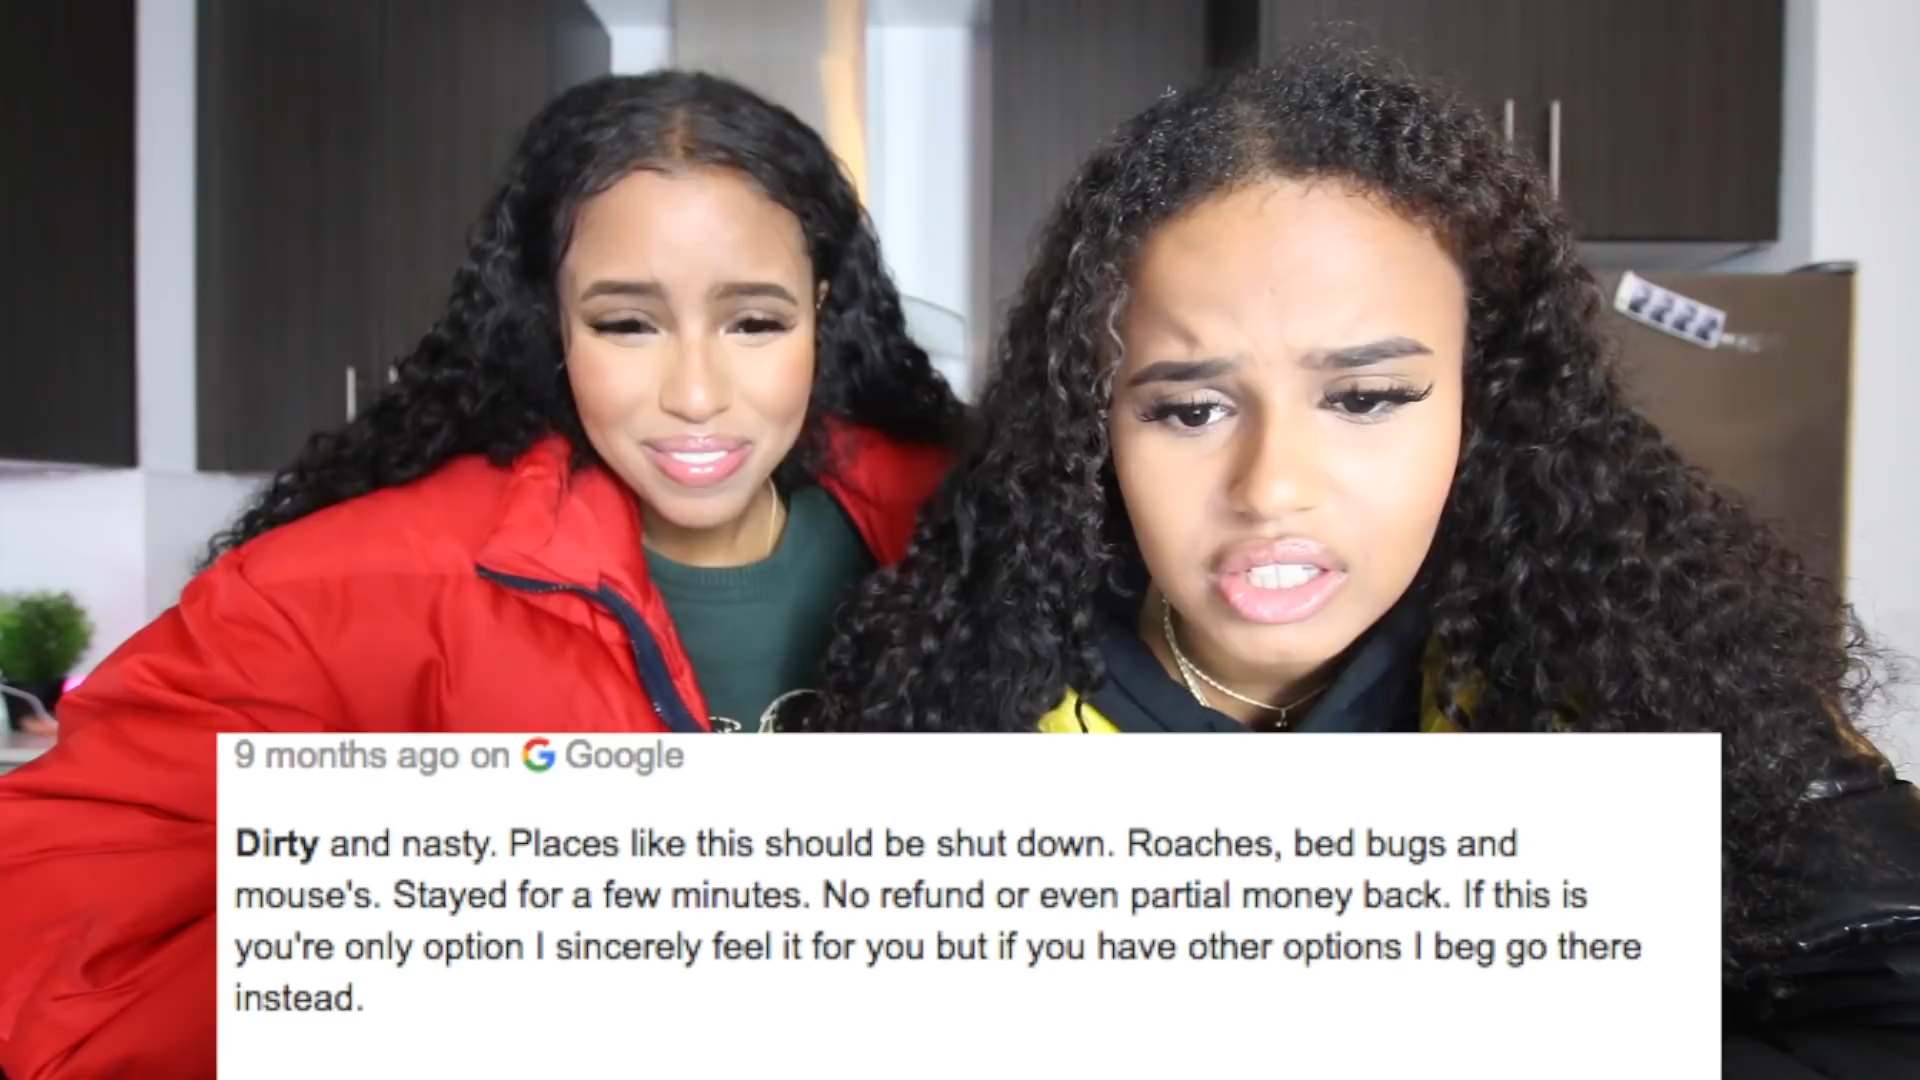 2222
9 months ago on Google
Dirty and nasty. Places like this should be shut down. Roaches, bed bugs and
mouse's. Stayed for a few minutes. No refund or even partial money back. If this is
you're only option I sincerely feel it for you but if you have other options I beg go there
instead.